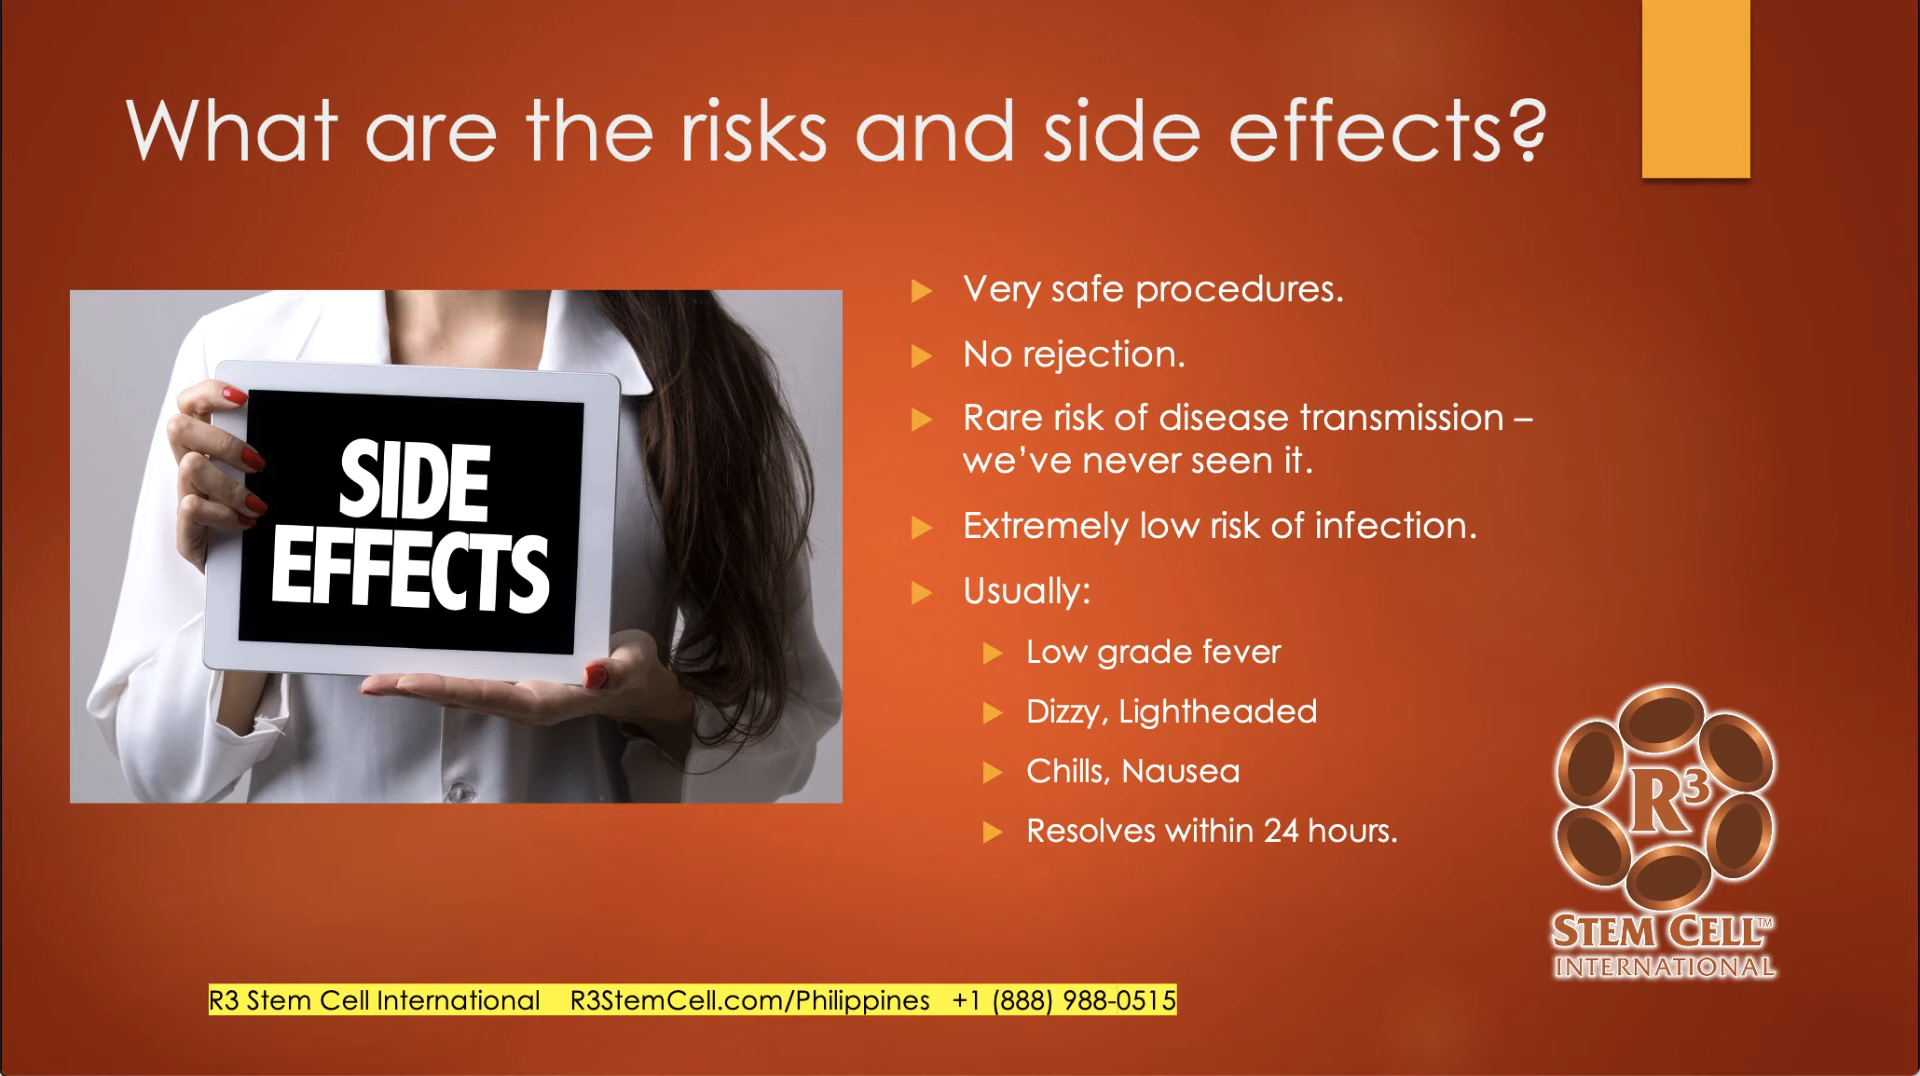 What are the risks and side effects?
SIDE
EFFECTS
Very safe procedures.
No rejection.
Rare risk of disease transmission –
we've never seen it.
Extremely low risk of infection.
Usually:
Low grade fever
Dizzy, Lightheaded
Chills, Nausea
Resolves within 24 hours.
R³
STEM CELL™
INTERNATIONAL
R3 Stem Cell International R3StemCell.com/Philippines +1 (888) 988-0515